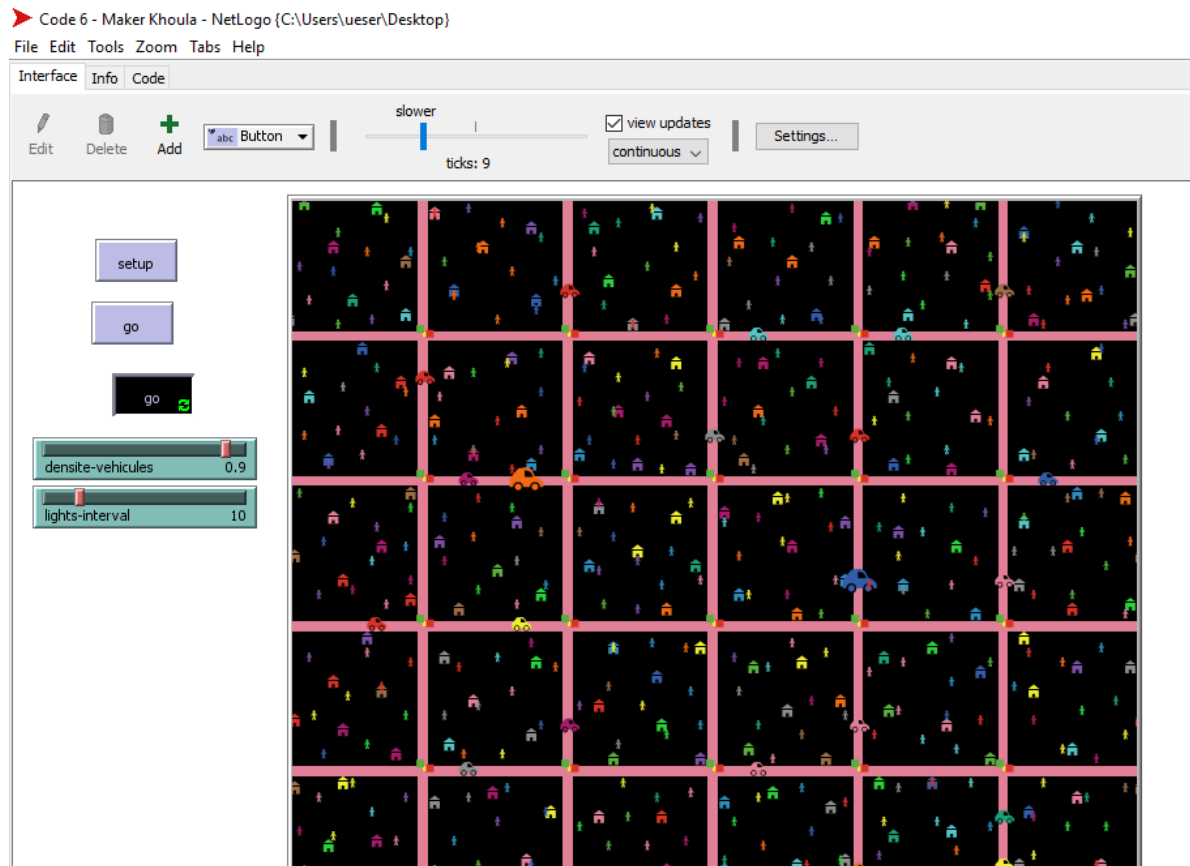 Code 6 - Maker Khoula - NetLogo {C:\Users\ueser\Desktop}
File Edit Tools Zoom Tabs Help
Interface Info Code
Edit Delete Add abc Button slower ticks: 9 view updates continuous Settings...
setup
go
go
densite-vehicules 0.9
lights-interval 10